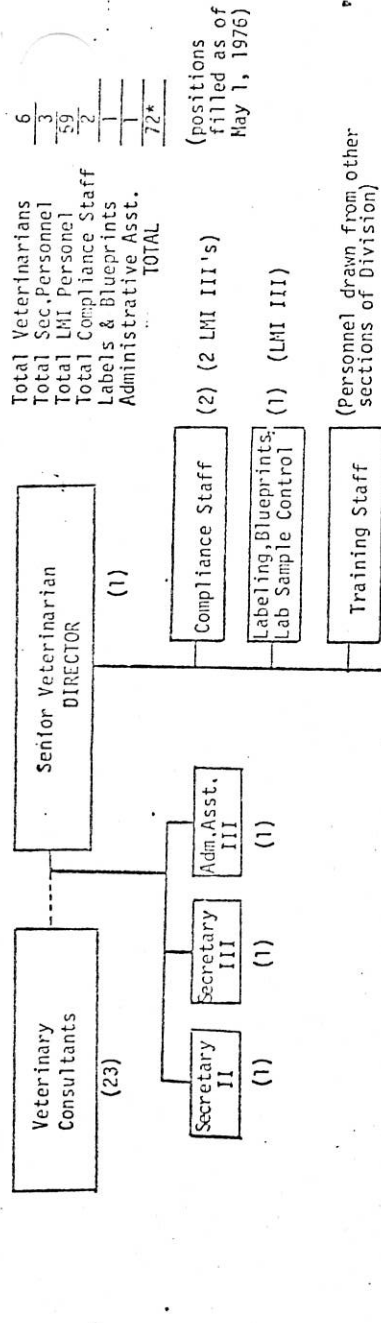 Total Veterinarians 6
Total Sec.Personnel 3
Total LMI Personel 59
Total Compliance Staff 2
Labels & Blueprints 1
Administrative Asst. 1
TOTAL 72*
(positions
filled as of
May 1, 1976)
Senior Veterinarian
DIRECTOR
(1)
Veterinary
Consultants
(23)
Secretary
II
(1)
Secretary
III
(1)
Adm.Asst.
III
(1)
Compliance Staff
(2) (2 LMI III's)
Labeling,Blueprints,
Lab Sample Control
(1) (LMI III)
Training Staff
(Personnel drawn from other
sections of Division)